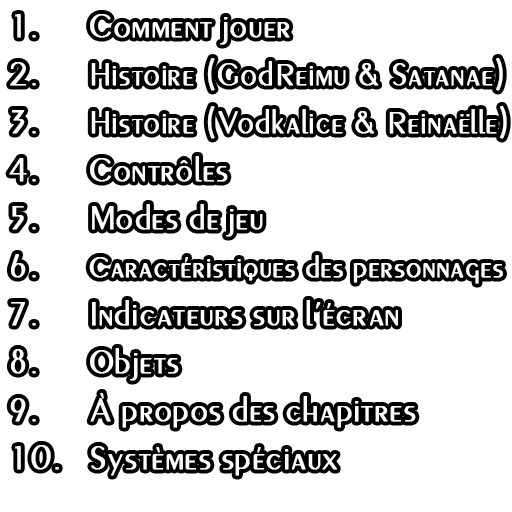 1. Comment jouer
2. Histoire (GodReimu & Satanae)
3. Histoire (Vodkalice & Reinaëlle)
4. Contrôles
5. Modes de jeu
6. Caractéristiques des personnages
7. Indicateurs sur l'écran
8. Objets
9. À propos des chapitres
10. Systèmes spéciaux